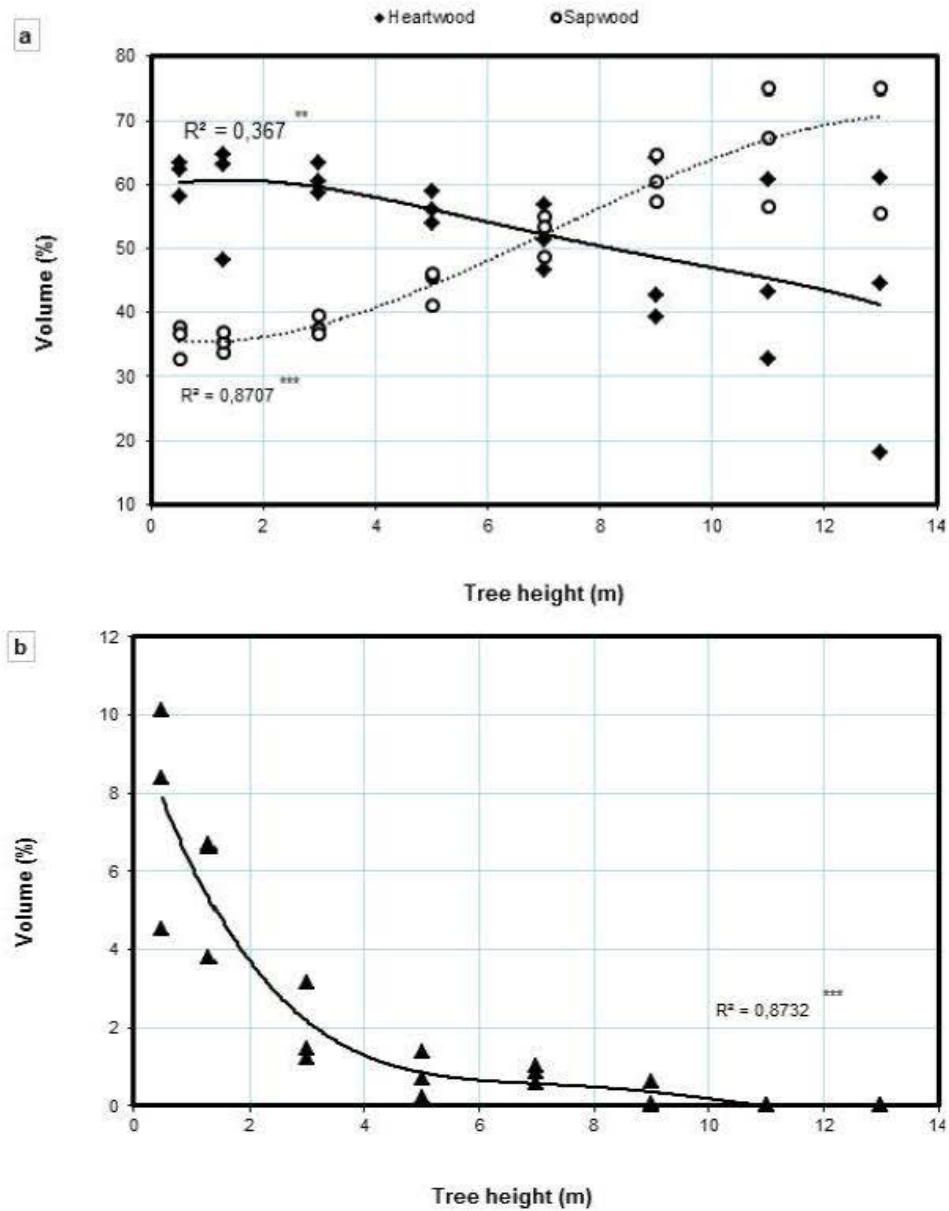 a
Heartwood Sapwood
80
70
60
50
40
30
20
10
R² = 0,367 **
R² = 0,8707 ***
Volume (%)
0 2 4 6 8 10 12 14
Tree height (m)
b
12
10
8
6
4
2
0
R² = 0,8732 ***
Volume (%)
0 2 4 6 8 10 12 14
Tree height (m)